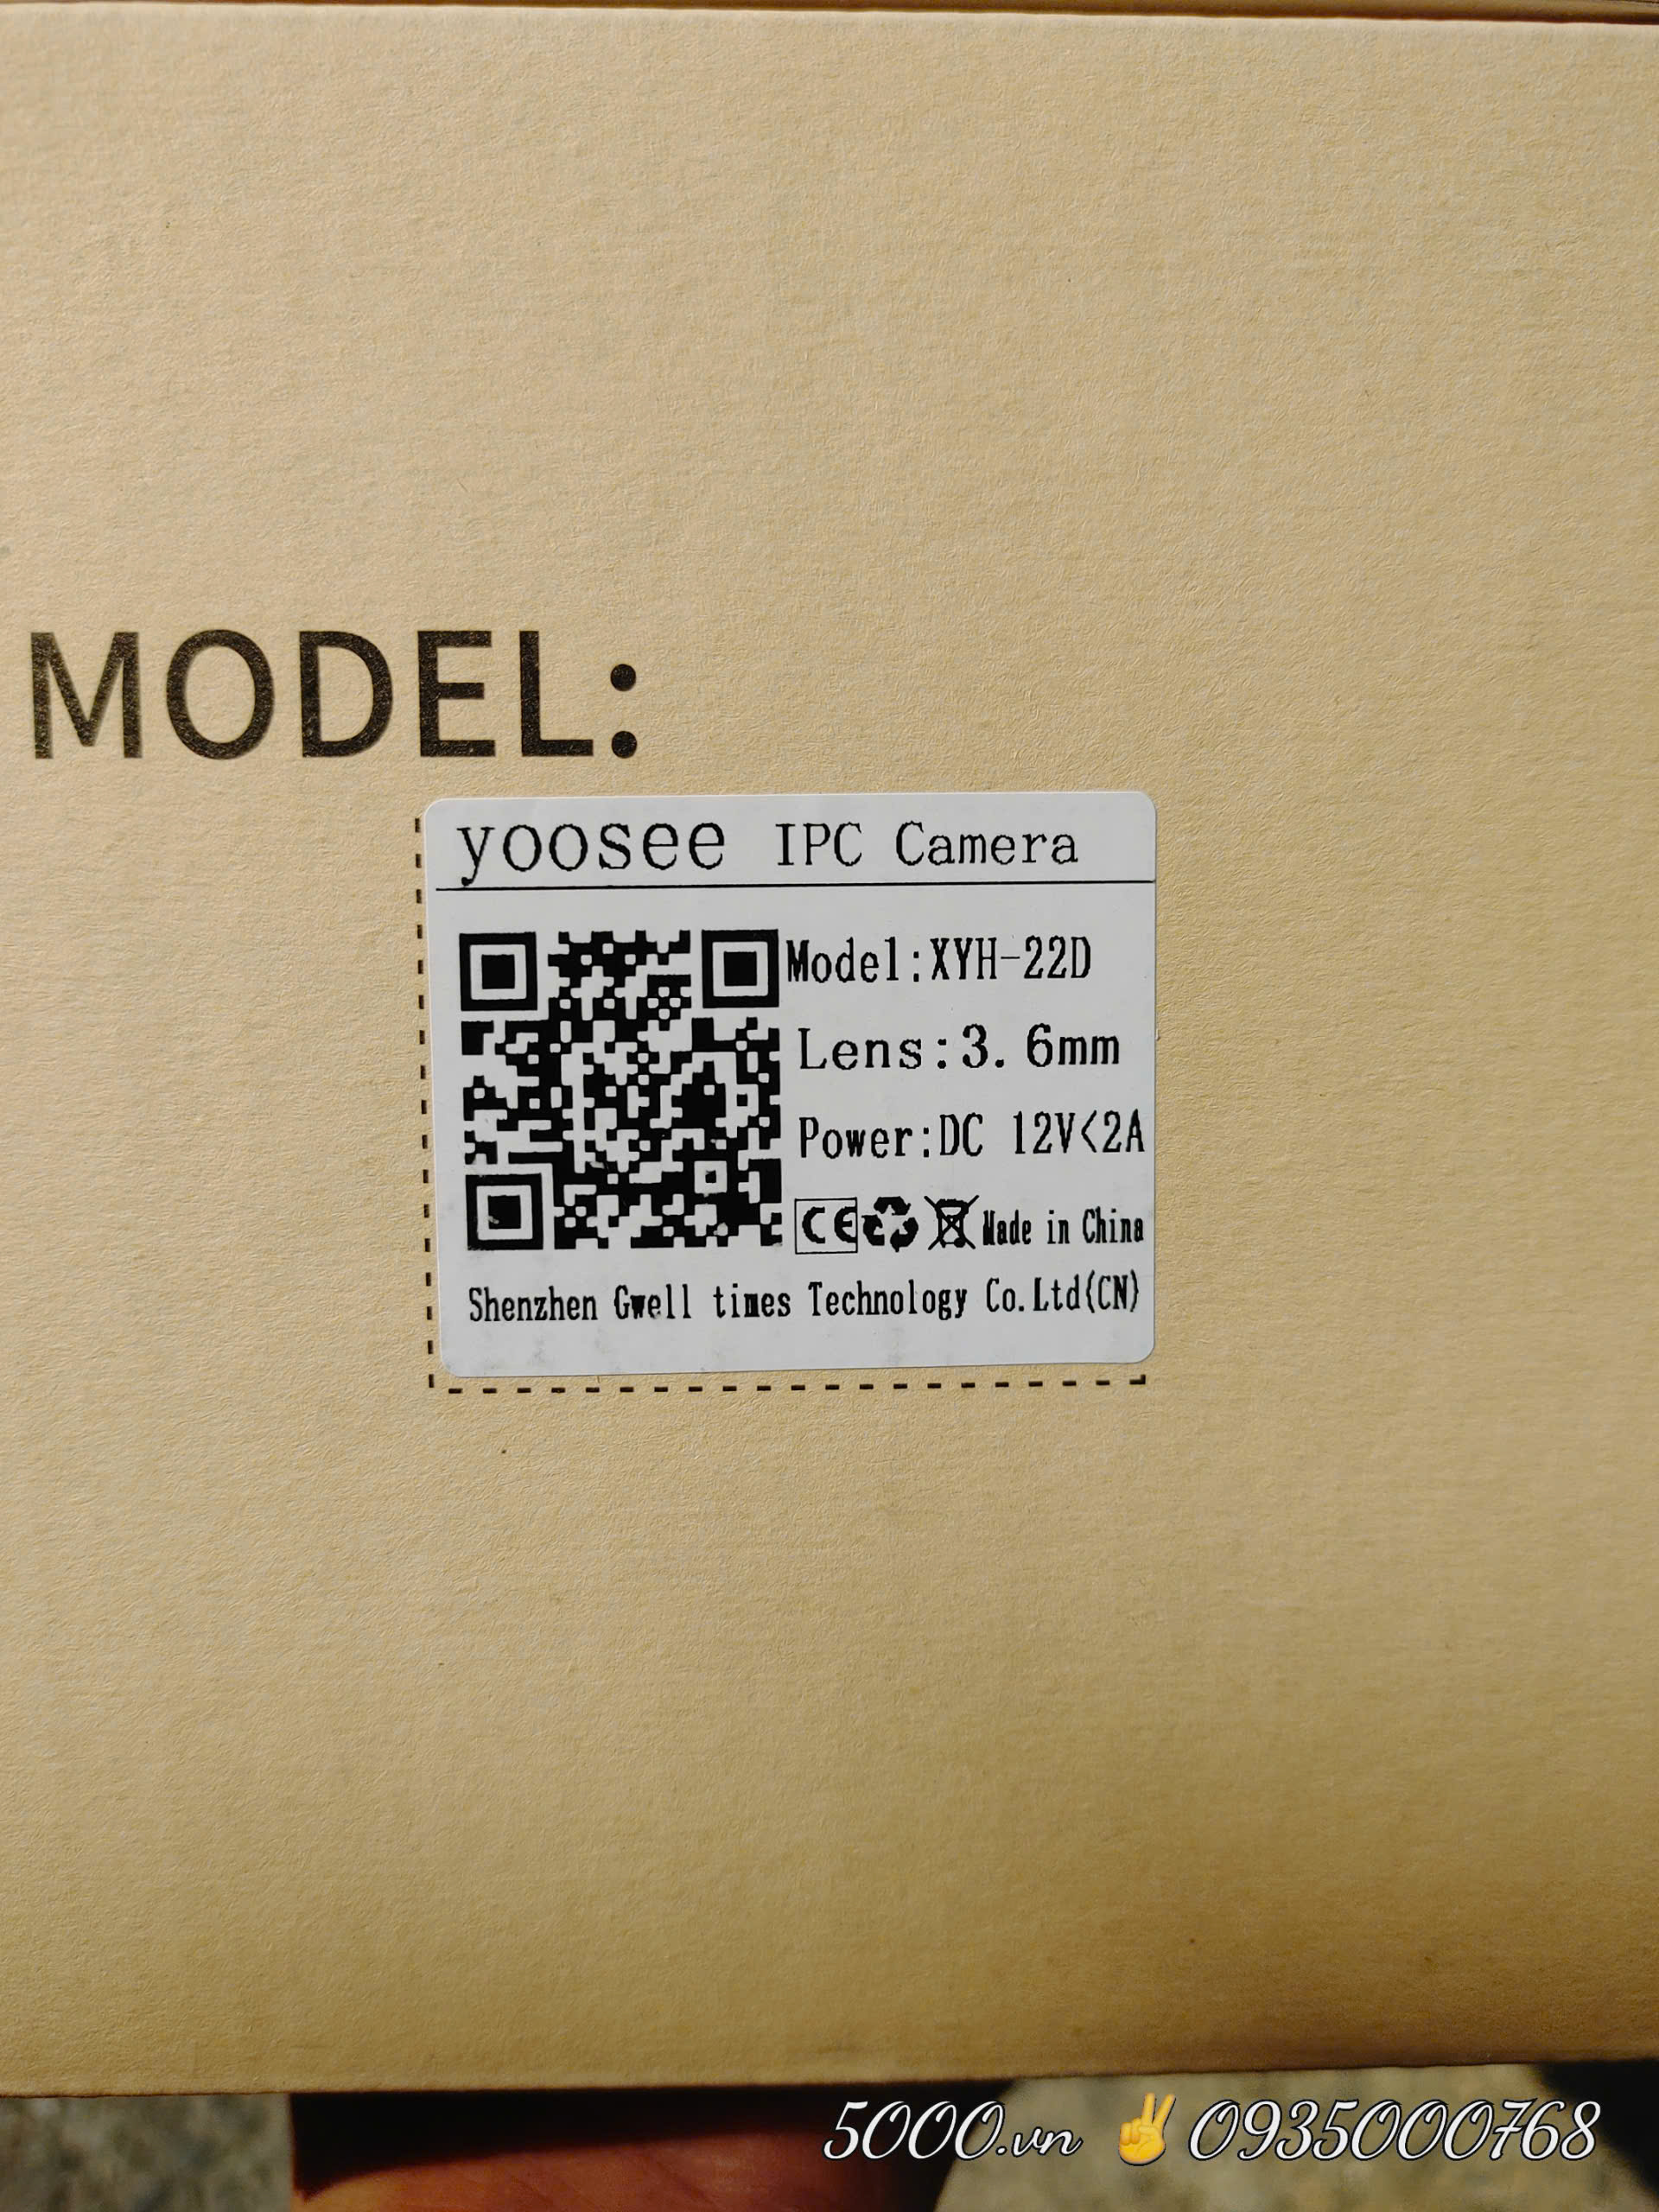 MODEL:
yoosee IPC Camera
Model:XYH-22D
Lens:3.6mm
Power:DC 12V<2A
CE Made in China
Shenzhen Gwell times Technology Co.Ltd(CN)
5000.vn ✌ 0935000768